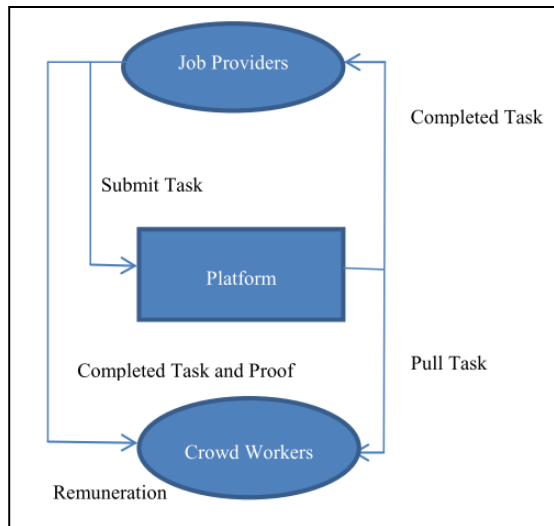 Job Providers
Completed Task
Submit Task
Platform
Pull Task
Completed Task and Proof
Crowd Workers
Remuneration